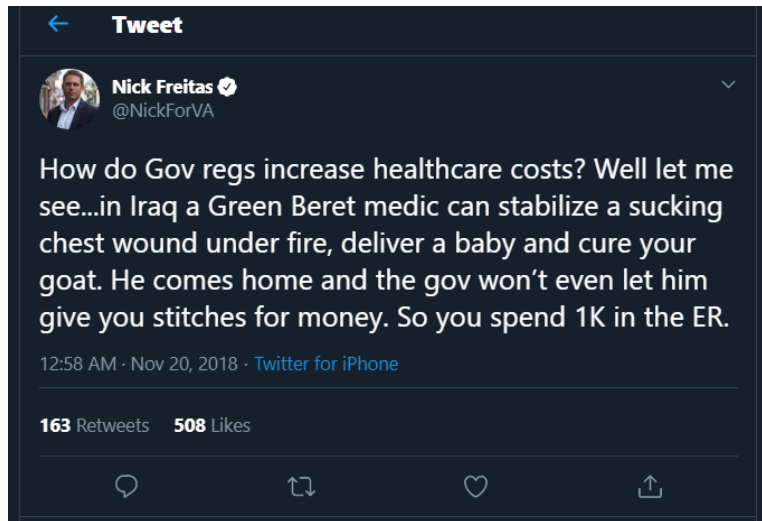 Tweet
Nick Freitas
@NickForVA
How do Gov regs increase healthcare costs? Well let me
see...in Iraq a Green Beret medic can stabilize a sucking
chest wound under fire, deliver a baby and cure your
goat. He comes home and the gov won’t even let him
give you stitches for money. So you spend 1K in the ER.
12:58 AM · Nov 20, 2018 · Twitter for iPhone
163 Retweets 508 Likes